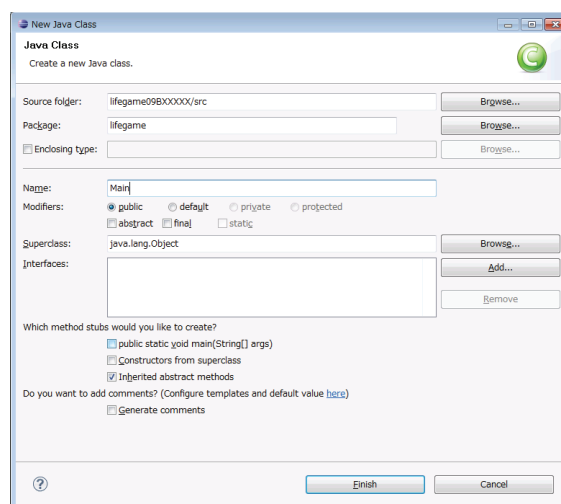 New Java Class
Java Class
Create a new Java class.
C
Source folder: lifegame09BXXXXX/src Browse...
Package: lifegame Browse...
Enclosing type: Browse...
Name: Main
Modifiers: public default private protected
abstract final static
Superclass: java.lang.Object Browse...
Interfaces: Add...
Remove
Which method stubs would you like to create?
public static void main(String[] args)
Constructors from superclass
Inherited abstract methods
Do you want to add comments? (Configure templates and default value here)
Generate comments
? Finish Cancel